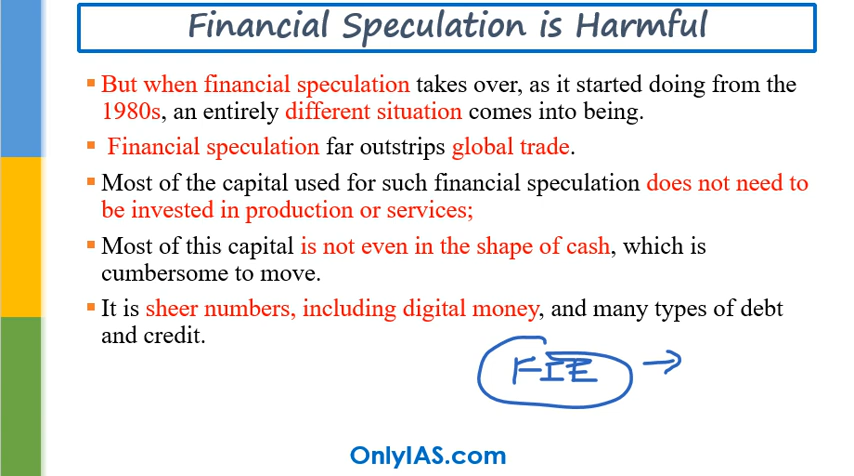 Financial Speculation is Harmful
▪ But when financial speculation takes over, as it started doing from the
1980s, an entirely different situation comes into being.
▪ Financial speculation far outstrips global trade.
▪ Most of the capital used for such financial speculation does not need to
be invested in production or services;
▪ Most of this capital is not even in the shape of cash, which is
cumbersome to move.
▪ It is sheer numbers, including digital money, and many types of debt
and credit.
FIE →
OnlyIAS.com